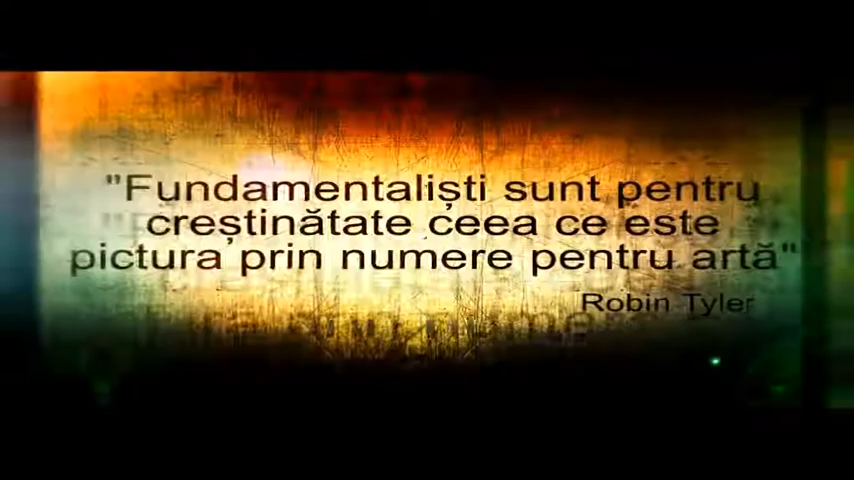 "Fundamentaliști sunt pentru
creștinătate ceea ce este
pictura prin numere pentru artă"
Robin Tyler